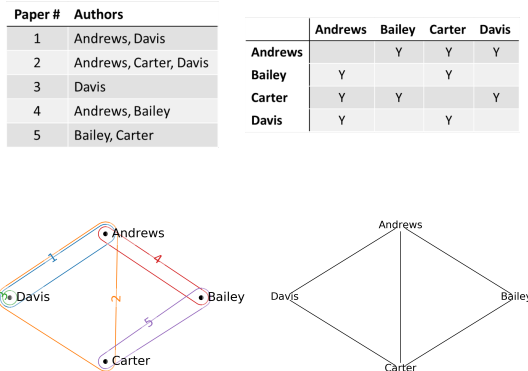 Paper # Authors
1 Andrews, Davis
2 Andrews, Carter, Davis
3 Davis
4 Andrews, Bailey
5 Bailey, Carter
Andrews Bailey Carter Davis
Andrews Y Y Y
Bailey Y Y
Carter Y Y Y
Davis Y Y
Andrews
1
4
3 Davis
2
Bailey
5
Carter
Andrews
Davis
Bailey
Carter